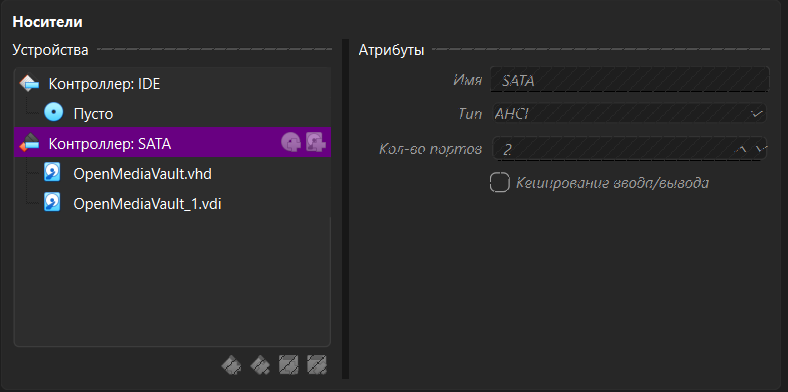 Носители
Устройства
Контроллер: IDE
Пусто
Контроллер: SATA
OpenMediaVault.vhd
OpenMediaVault_1.vdi
Атрибуты
Имя SATA
Тип AHCI
Кол-во портов 2
Кеширование ввода/вывода